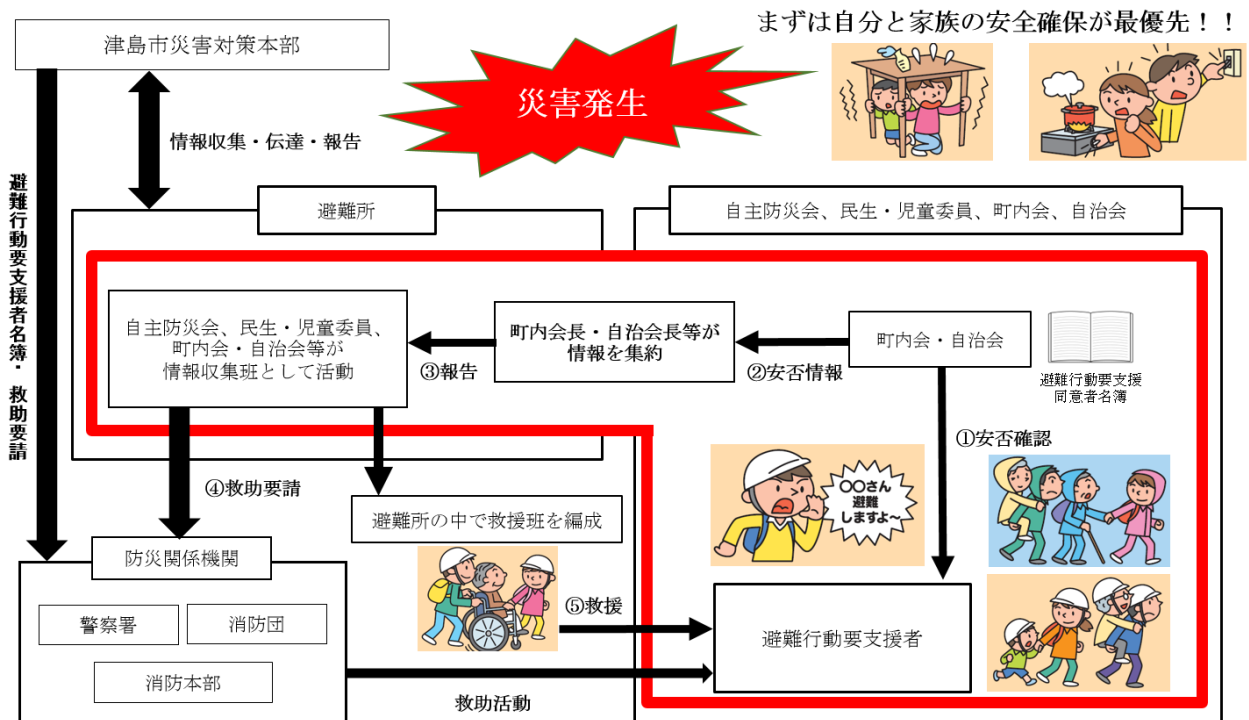 まずは自分と家族の安全確保が最優先！！
津島市災害対策本部
災害発生
情報収集・伝達・報告
避難行動要支援者名簿・救助要請
避難所
自主防災会、民生・児童委員、町内会、自治会
自主防災会、民生・児童委員、
町内会・自治会等が
情報収集班として活動
③報告
町内会長・自治会長等が
情報を集約
②安否情報
町内会・自治会
避難行動要支援
同意者名簿
①安否確認
④救助要請
避難所の中で救援班を編成
〇〇さん
避難
しますよ～
防災関係機関
警察署
消防団
消防本部
⑤救援
避難行動要支援者
救助活動